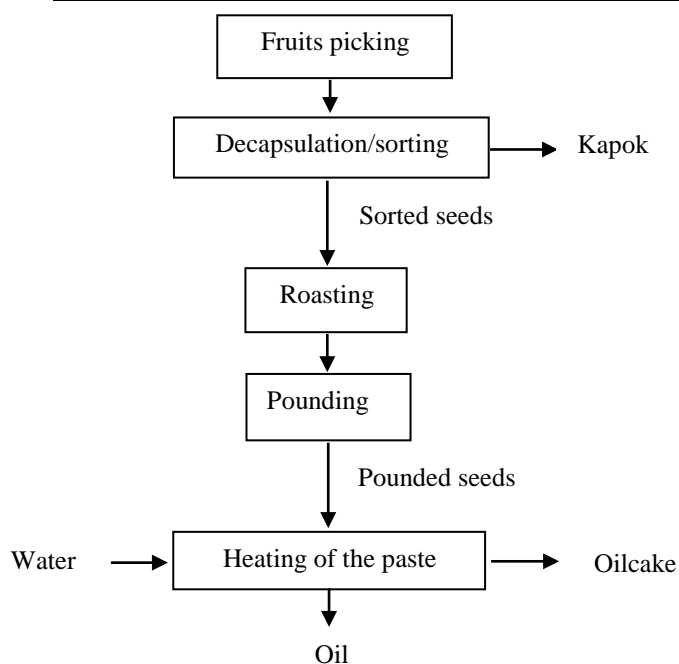 Fruits picking
Decapsulation/sorting
Kapok
Sorted seeds
Roasting
Pounding
Pounded seeds
Water
Heating of the paste
Oilcake
Oil